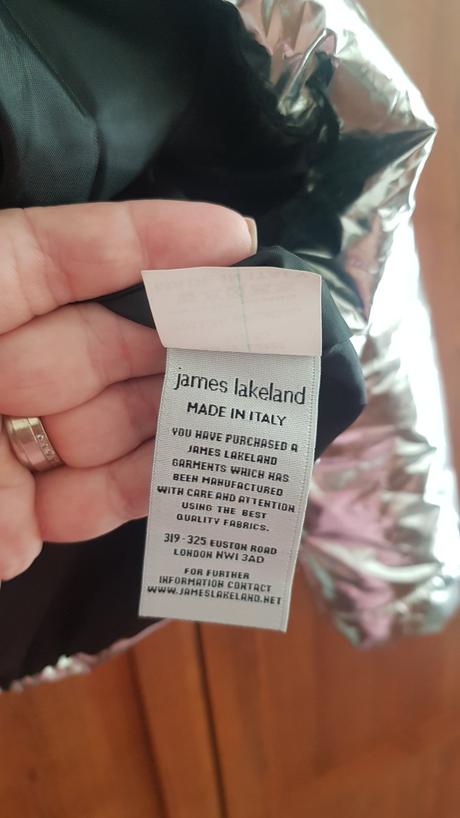 james lakeland
MADE IN ITALY
YOU HAVE PURCHASED A
JAMES LAKELAND
GARMENTS WHICH HAS
BEEN MANUFACTURED
WITH CARE AND ATTENTION
USING THE BEST
QUALITY FABRICS.
319-325 EUSTON ROAD
LONDON NW1 3AD
FOR FURTHER
INFORMATION CONTACT
WWW.JAMESLAKELAND.NET